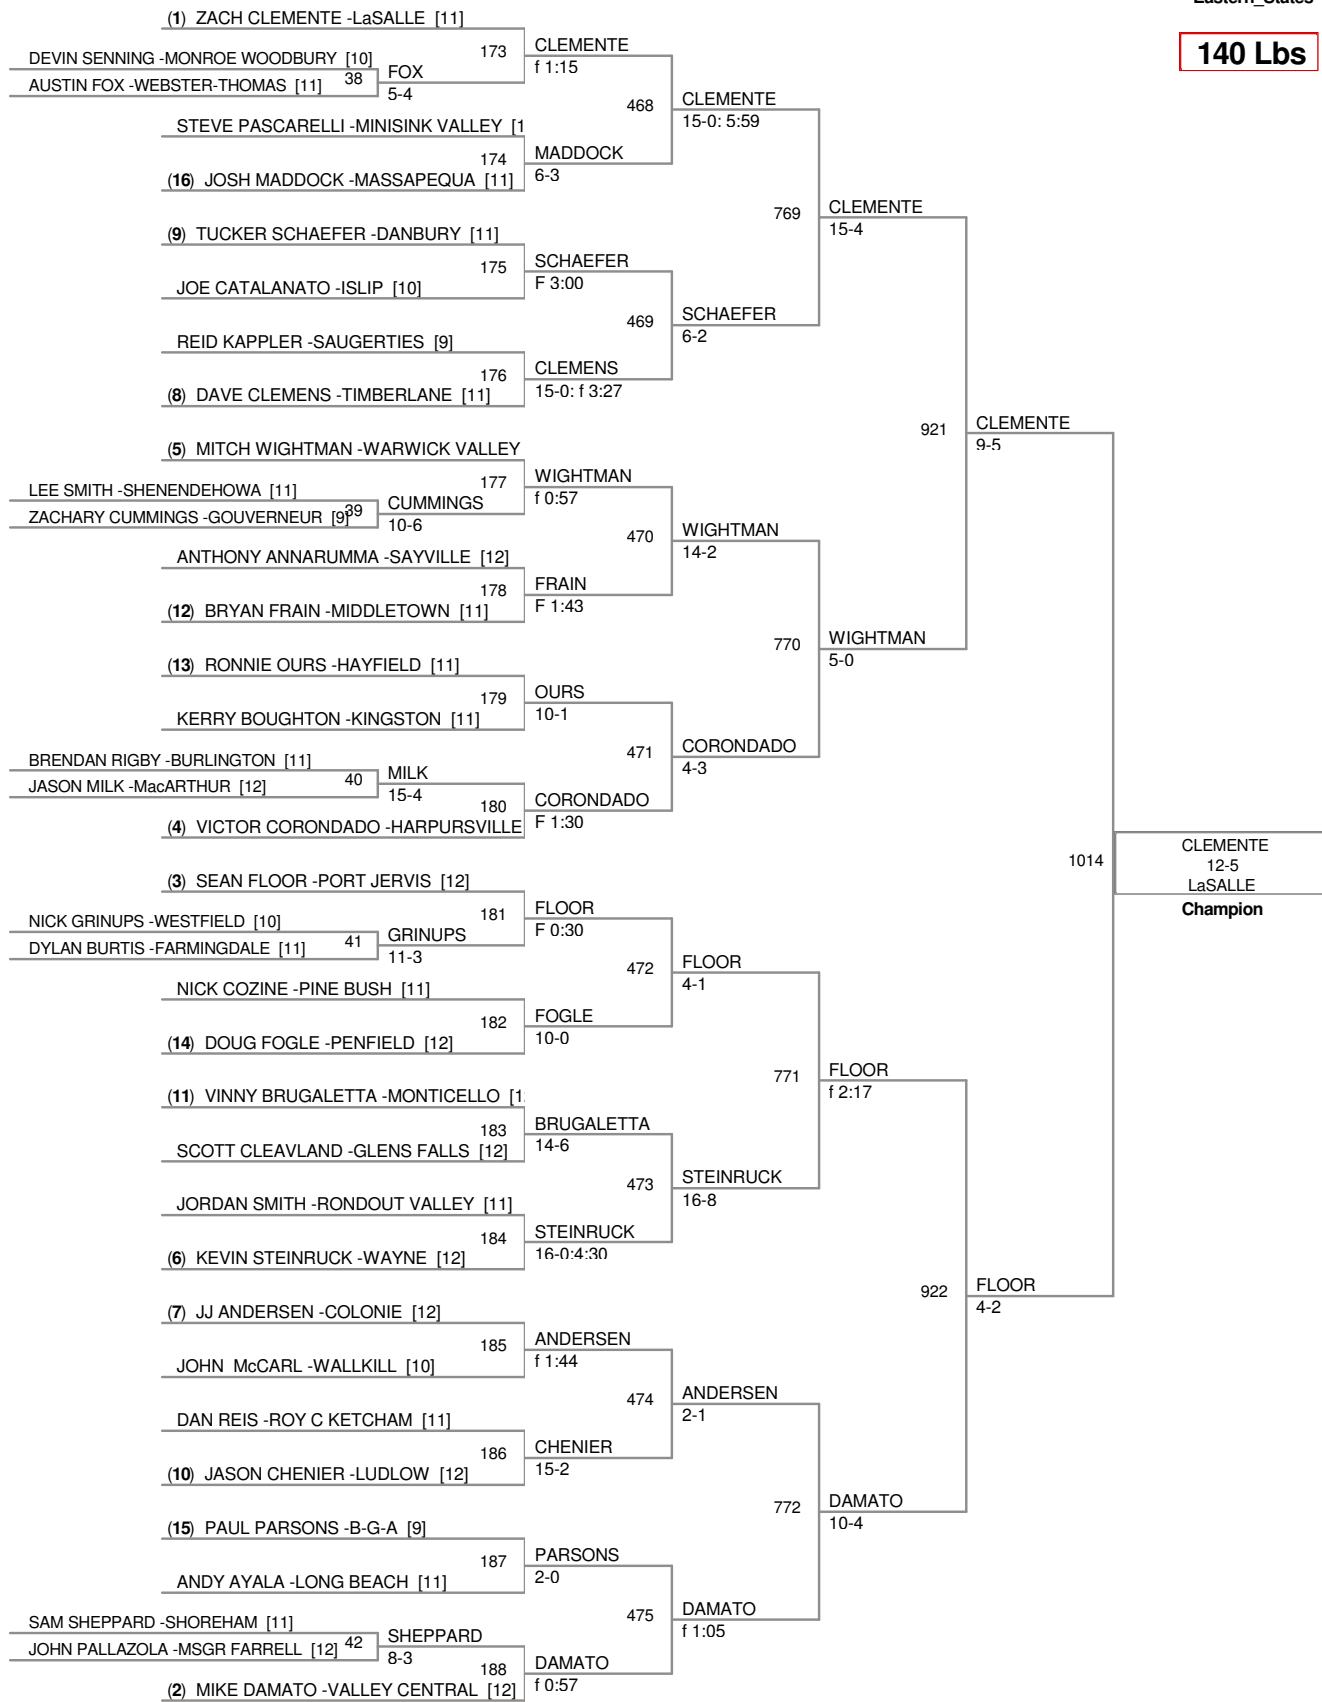 Eastern_States
140 Lbs
(1) ZACH CLEMENTE -LaSALLE [11]
173
CLEMENTE
f 1:15
DEVIN SENNING -MONROE WOODBURY [10]
38
FOX
AUSTIN FOX -WEBSTER-THOMAS [11]
5-4
468
CLEMENTE
15-0: 5:59
STEVE PASCARELLI -MINISINK VALLEY [1
174
MADDOCK
6-3
(16) JOSH MADDOCK -MASSAPEQUA [11]
769
CLEMENTE
15-4
(9) TUCKER SCHAEFER -DANBURY [11]
175
SCHAEFER
F 3:00
JOE CATALANATO -ISLIP [10]
469
SCHAEFER
6-2
REID KAPPLER -SAUGERTIES [9]
176
CLEMENS
15-0: f 3:27
(8) DAVE CLEMENS -TIMBERLANE [11]
921
CLEMENTE
9-5
(5) MITCH WIGHTMAN -WARWICK VALLEY
177
WIGHTMAN
f 0:57
LEE SMITH -SHENENDEHOWA [11]
39
CUMMINGS
ZACHARY CUMMINGS -GOUVERNEUR [9]
10-6
470
WIGHTMAN
14-2
ANTHONY ANNARUMMA -SAYVILLE [12]
178
FRAIN
F 1:43
(12) BRYAN FRAIN -MIDDLETOWN [11]
770
WIGHTMAN
5-0
(13) RONNIE OURS -HAYFIELD [11]
179
OURS
10-1
KERRY BOUGHTON -KINGSTON [11]
471
CORONDADO
4-3
BRENDAN RIGBY -BURLINGTON [11]
40
MILK
JASON MILK -MacARTHUR [12]
15-4
180
CORONDADO
F 1:30
(4) VICTOR CORONDADO -HARPURSVILLE
1014
CLEMENTE
12-5
LaSALLE
Champion
(3) SEAN FLOOR -PORT JERVIS [12]
181
FLOOR
F 0:30
NICK GRINUPS -WESTFIELD [10]
41
GRINUPS
DYLAN BURTIS -FARMINGDALE [11]
11-3
472
FLOOR
4-1
NICK COZINE -PINE BUSH [11]
182
FOGLE
10-0
(14) DOUG FOGLE -PENFIELD [12]
771
FLOOR
f 2:17
(11) VINNY BRUGALETTA -MONTICELLO [1
183
BRUGALETTA
14-6
SCOTT CLEAVLAND -GLENS FALLS [12]
473
STEINRUCK
16-8
JORDAN SMITH -RONDOUT VALLEY [11]
184
STEINRUCK
16-0:4:30
(6) KEVIN STEINRUCK -WAYNE [12]
922
FLOOR
4-2
(7) JJ ANDERSEN -COLONIE [12]
185
ANDERSEN
f 1:44
JOHN McCARL -WALLKILL [10]
474
ANDERSEN
2-1
DAN REIS -ROY C KETCHAM [11]
186
CHENIER
15-2
(10) JASON CHENIER -LUDLOW [12]
772
DAMATO
10-4
(15) PAUL PARSONS -B-G-A [9]
187
PARSONS
2-0
ANDY AYALA -LONG BEACH [11]
475
DAMATO
f 1:05
SAM SHEPPARD -SHOREHAM [11]
42
SHEPPARD
JOHN PALLAZOLA -MSGR FARRELL [12]
8-3
188
DAMATO
f 0:57
(2) MIKE DAMATO -VALLEY CENTRAL [12]